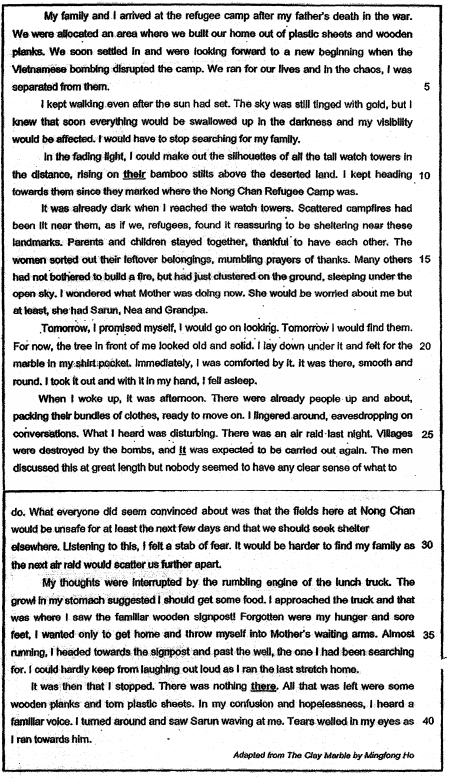 My family and I arrived at the refugee camp after my father's death in the war.
We were allocated an area where we built our home out of plastic sheets and wooden
planks. We soon settled in and were looking forward to a new beginning when the
Vietnamese bombing disrupted the camp. We ran for our lives and in the chaos, I was
separated from them. 5
I kept walking even after the sun had set. The sky was still tinged with gold, but I
knew that soon everything would be swallowed up in the darkness and my visibility
would be affected. I would have to stop searching for my family.
In the fading light, I could make out the silhouettes of all the tall watch towers in
the distance, rising on their bamboo stilts above the deserted land. I kept heading 10
towards them since they marked where the Nong Chan Refugee Camp was.
It was already dark when I reached the watch towers. Scattered campfires had
been lit near them, as if we, refugees, found it reassuring to be sheltering near these
landmarks. Parents and children stayed together, thankful to have each other. The
women sorted out their leftover belongings, mumbling prayers of thanks. Many others 15
had not bothered to build a fire, but had just clustered on the ground, sleeping under the
open sky. I wondered what Mother was doing now. She would be worried about me but
at least, she had Sarun, Nea and Grandpa.
Tomorrow, I promised myself, I would go on looking. Tomorrow I would find them.
For now, the tree in front of me looked old and solid. I lay down under it and felt for the 20
marble in my shirt pocket. Immediately, I was comforted by it. It was there, smooth and
round. I took it out and with it in my hand, I fell asleep.
When I woke up, it was afternoon. There were already people up and about,
packing their bundles of clothes, ready to move on. I lingered around, eavesdropping on
conversations. What I heard was disturbing. There was an air raid last night. Villages 25
were destroyed by the bombs, and it was expected to be carried out again. The men
discussed this at great length but nobody seemed to have any clear sense of what to
do. What everyone did seem convinced about was that the fields here at Nong Chan
would be unsafe for at least the next few days and that we should seek shelter
elsewhere. Listening to this, I felt a stab of fear. It would be harder to find my family as 30
the next air raid would scatter us further apart.
My thoughts were interrupted by the rumbling engine of the lunch truck. The
growl in my stomach suggested I should get some food. I approached the truck and that
was where I saw the familiar wooden signpost! Forgotten were my hunger and sore
feet, I wanted only to get home and throw myself into Mother's waiting arms. Almost 35
running, I headed towards the signpost and past the well, the one I had been searching
for. I could hardly keep from laughing out loud as I ran the last stretch home.
It was then that I stopped. There was nothing there. All that was left were some
wooden planks and torn plastic sheets. In my confusion and hopelessness, I heard a
familiar voice. I turned around and saw Sarun waving at me. Tears welled in my eyes as 40
I ran towards him.
Adapted from The Clay Marble by Mingfong Ho